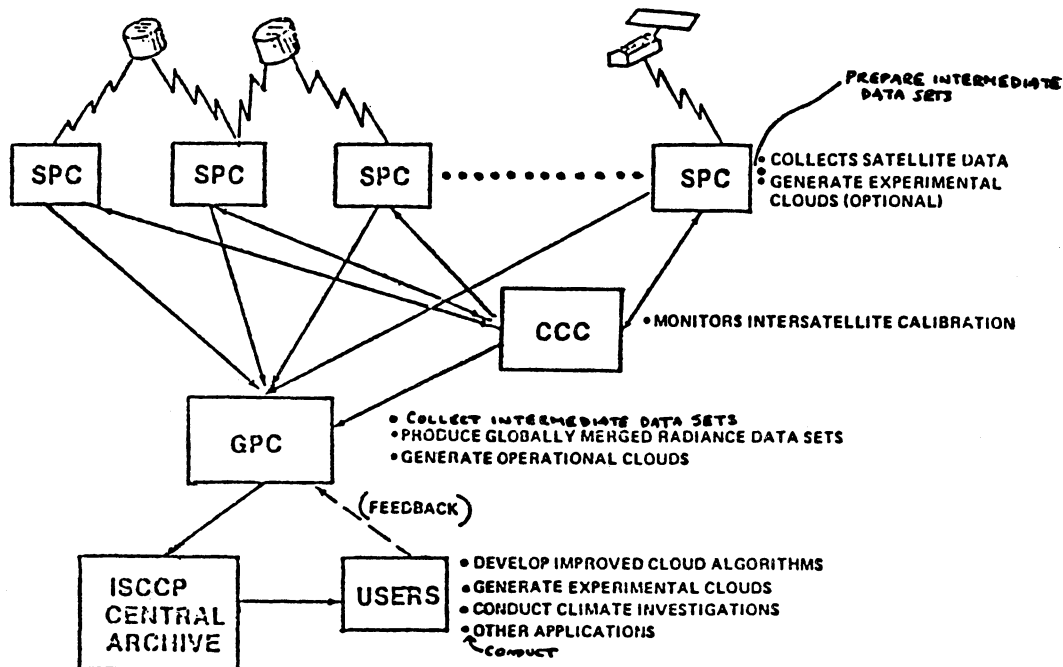 PREPARE INTERMEDIATE
DATA SETS
SPC
SPC
SPC
SPC
• COLLECTS SATELLITE DATA
•
• GENERATE EXPERIMENTAL
CLOUDS (OPTIONAL)
CCC
• MONITORS INTERSATELLITE CALIBRATION
GPC
• COLLECT INTERMEDIATE DATA SETS
• PRODUCE GLOBALLY MERGED RADIANCE DATA SETS
• GENERATE OPERATIONAL CLOUDS
(FEEDBACK)
ISCCP
CENTRAL
ARCHIVE
USERS
• DEVELOP IMPROVED CLOUD ALGORITHMS
• GENERATE EXPERIMENTAL CLOUDS
• CONDUCT CLIMATE INVESTIGATIONS
• OTHER APPLICATIONS
CONDUCT